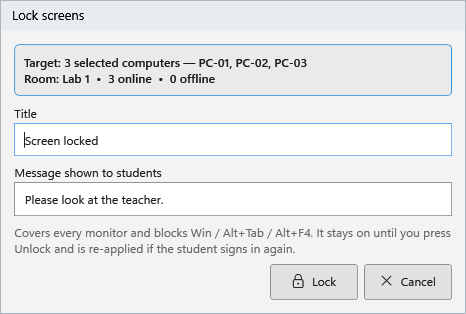 Lock screens
Target: 3 selected computers — PC-01, PC-02, PC-03
Room: Lab 1 • 3 online • 0 offline
Title
Screen locked
Message shown to students
Please look at the teacher.
Covers every monitor and blocks Win / Alt+Tab / Alt+F4. It stays on until you press
Unlock and is re-applied if the student signs in again.
Lock
Cancel